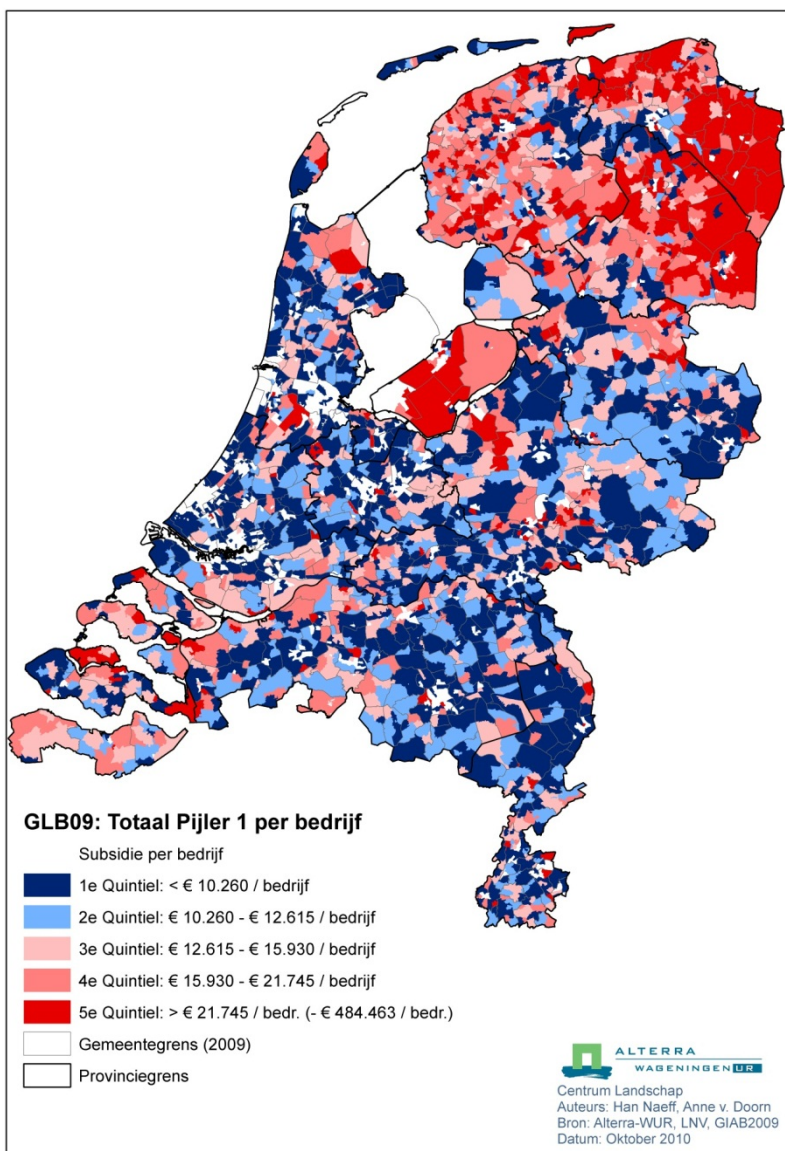 GLB09: Totaal Pijler 1 per bedrijf
Subsidie per bedrijf
1e Quintiel: < € 10.260 / bedrijf
2e Quintiel: € 10.260 - € 12.615 / bedrijf
3e Quintiel: € 12.615 - € 15.930 / bedrijf
4e Quintiel: € 15.930 - € 21.745 / bedrijf
5e Quintiel: > € 21.745 / bedr. (- € 484.463 / bedr.)
Gemeentegrens (2009)
Provinciegrens
ALTERRA
WAGENINGEN UR
Centrum Landschap
Auteurs: Han Naeff, Anne v. Doorn
Bron: Alterra-WUR, LNV, GIAB2009
Datum: Oktober 2010